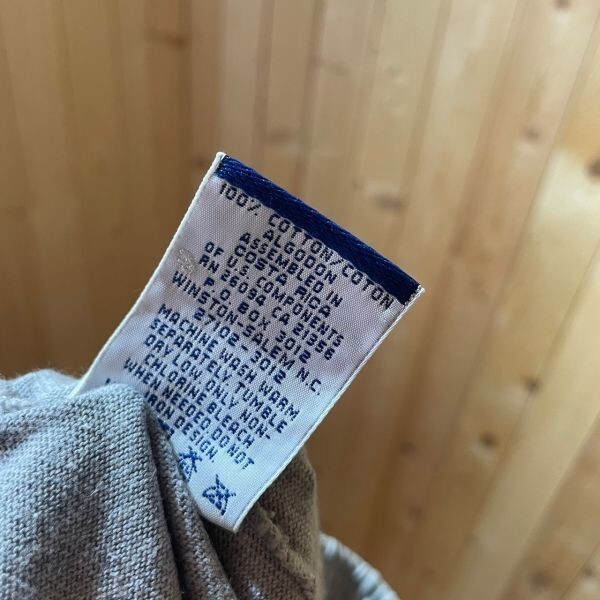 100% COTTON/COTON
ALGODON
ASSEMBLED IN
COSTA RICA
OF U.S. COMPONENTS
RN 26094 CA 21356
P.O. BOX 3012
WINSTON-SALEM N.C.
27102-3012
MACHINE WASH WARM
SEPARATELY, TUMBLE
DRY LOW, ONLY NON-
CHLORINE BLEACH
WHEN NEEDED, DO NOT
IRON DESIGN